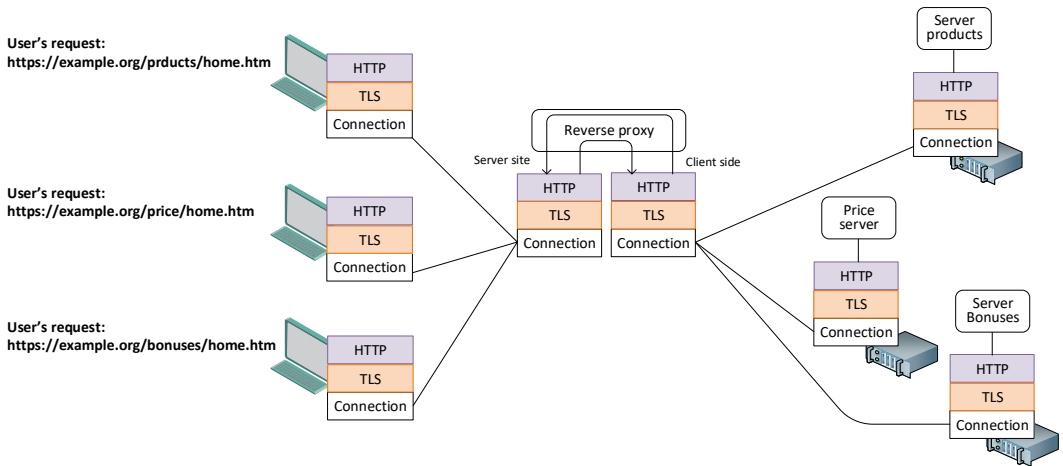 User's request:
https://example.org/prducts/home.htm
HTTP
TLS
Connection
User's request:
https://example.org/price/home.htm
HTTP
TLS
Connection
User's request:
https://example.org/bonuses/home.htm
HTTP
TLS
Connection
Reverse proxy
Server site
Client side
HTTP
TLS
Connection
HTTP
TLS
Connection
Server
products
HTTP
TLS
Connection
Price
server
HTTP
TLS
Connection
Server
Bonuses
HTTP
TLS
Connection